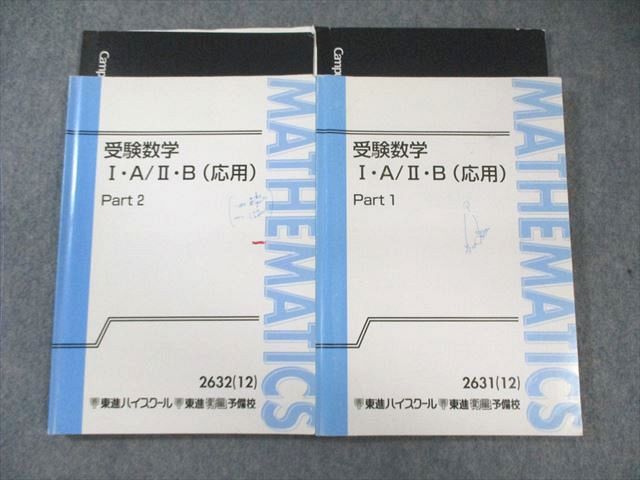 Camp
受験数学
Ⅰ・A/Ⅱ・B（応用）
Part 2
MATHEMATICS
2632(12)
東進ハイスクール 東進衛星予備校
Camp
受験数学
Ⅰ・A/Ⅱ・B（応用）
Part 1
MATHEMATICS
2631(12)
東進ハイスクール 東進衛星予備校